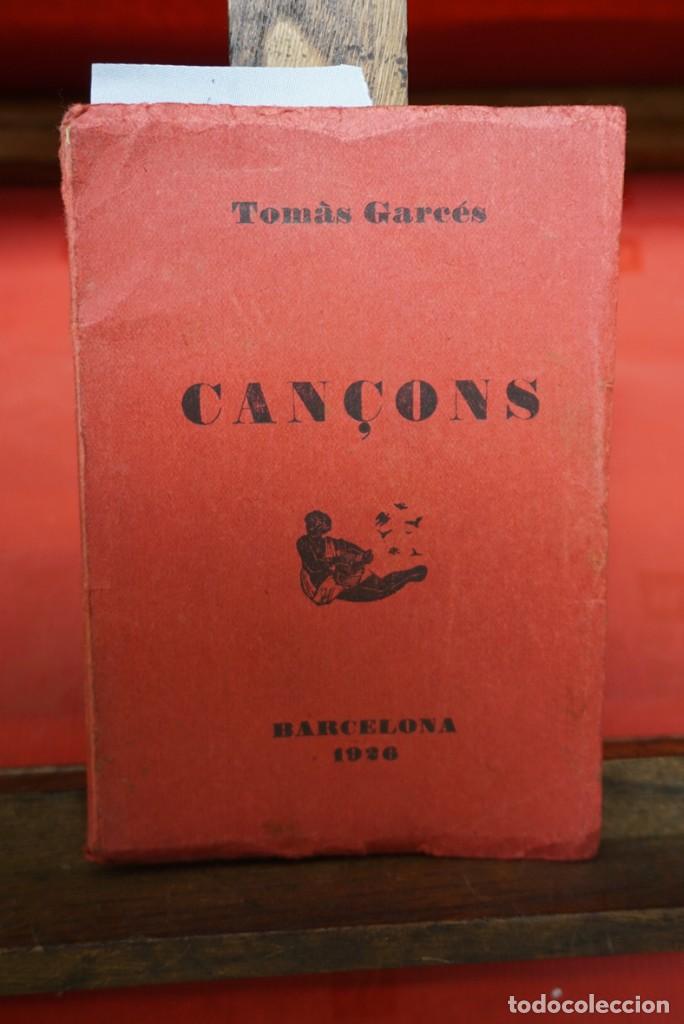 Tomàs Garcés
CANÇONS
BARCELONA
1926
todocoleccion